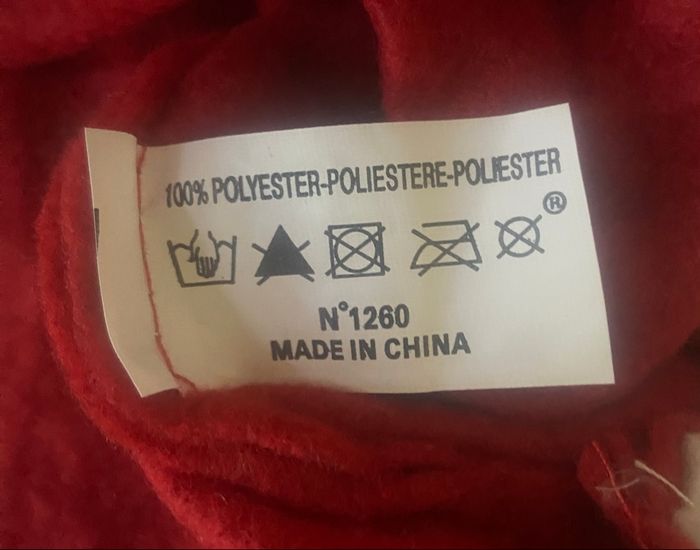 100% POLYESTER-POLIESTERE-POLIESTER
®
N°1260
MADE IN CHINA